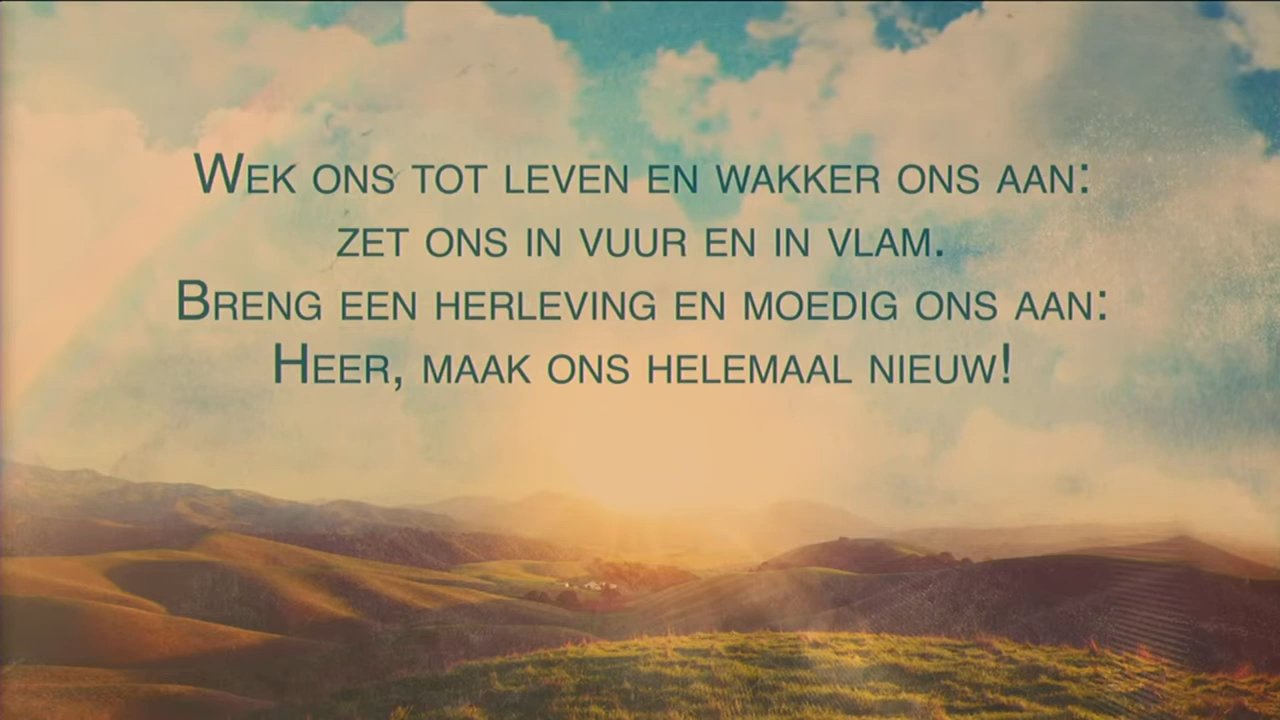 Wek ons tot leven en wakker ons aan:
zet ons in vuur en in vlam.
Breng een herleving en moedig ons aan:
Heer, maak ons helemaal nieuw!